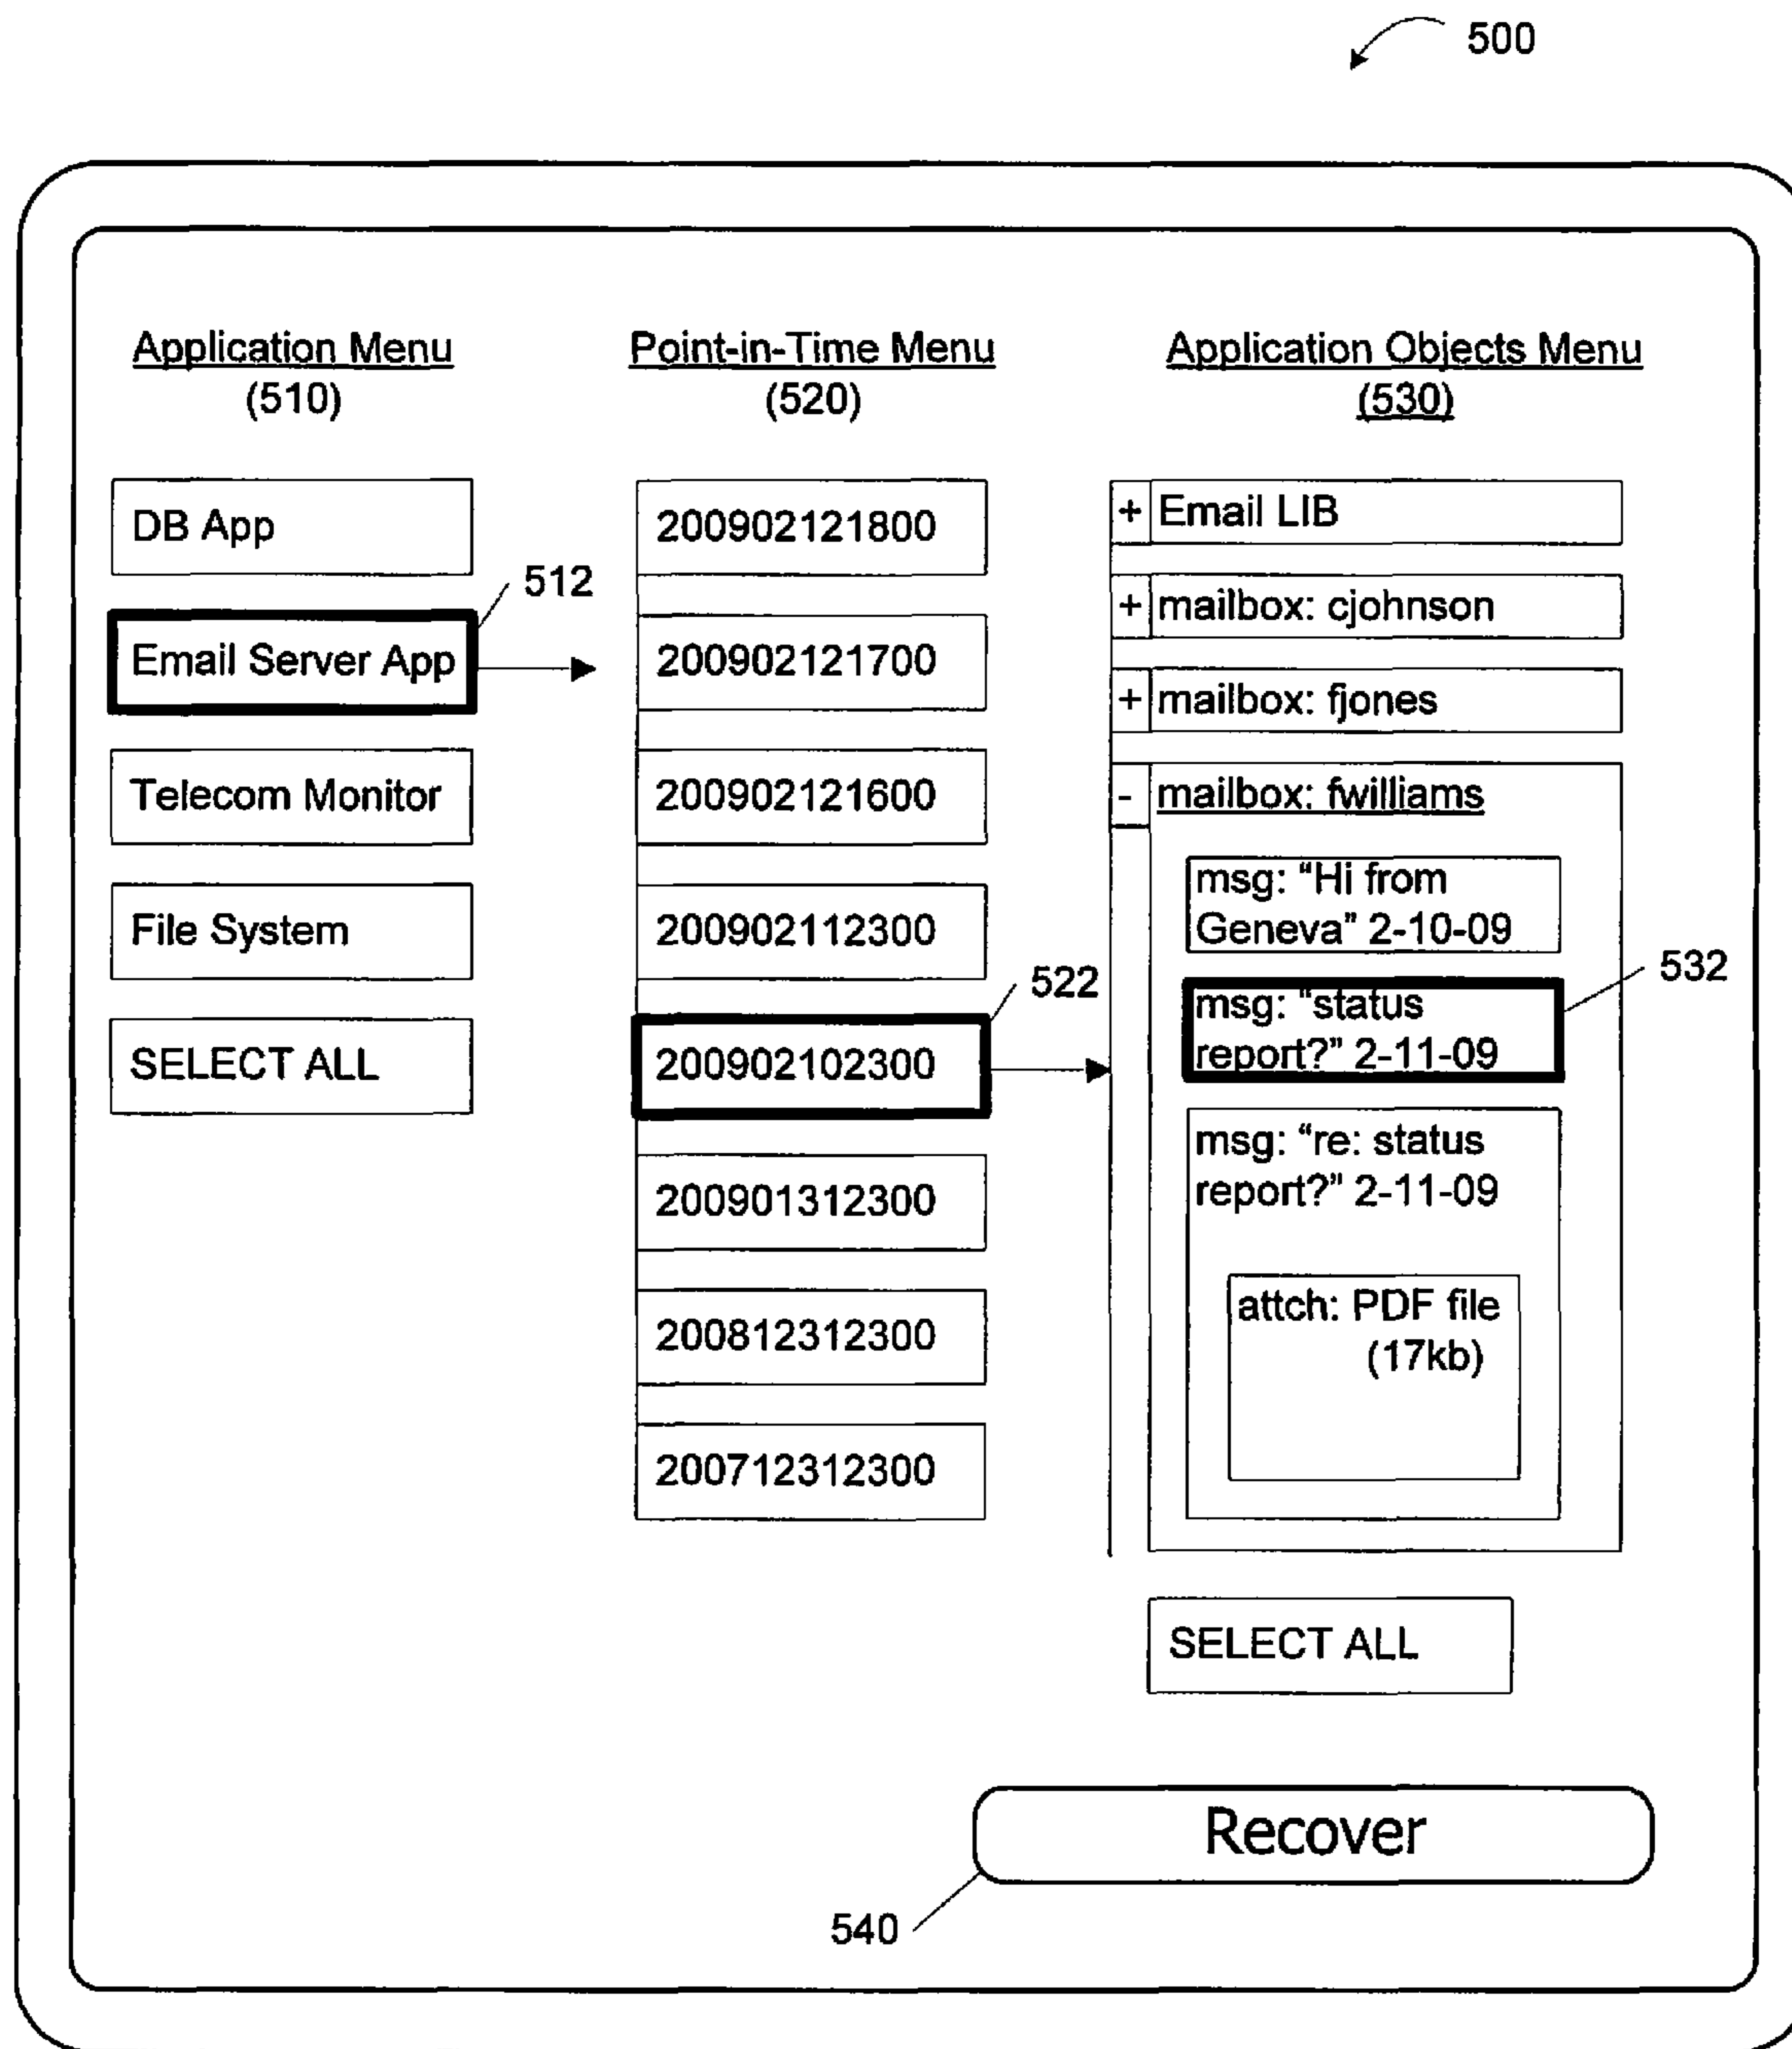 500
Application Menu
(510)
DB App
Email Server App
512
Telecom Monitor
File System
SELECT ALL
Point-in-Time Menu
(520)
200902121800
200902121700
200902121600
200902112300
522
200902102300
200901312300
200812312300
200712312300
Application Objects Menu
(530)
+ Email LIB
+ mailbox: cjohnson
+ mailbox: fjones
- mailbox: fwilliams
msg: “Hi from
Geneva” 2-10-09
532
msg: “status
report?” 2-11-09
msg: “re: status
report?” 2-11-09
attch: PDF file
(17kb)
SELECT ALL
Recover
540